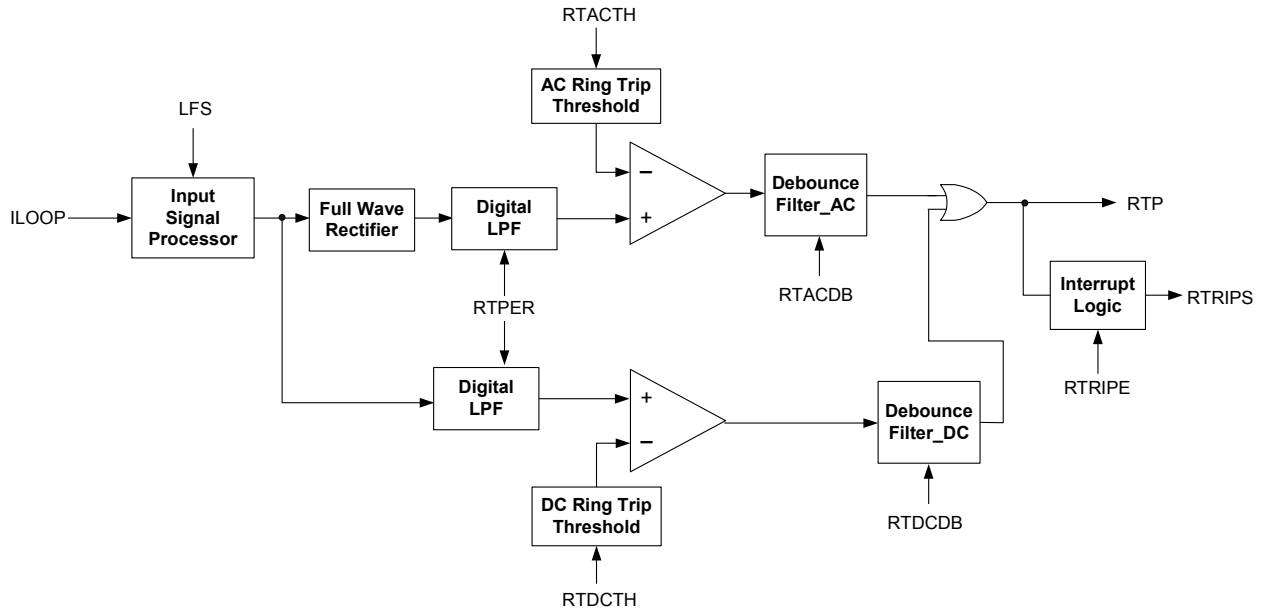 RTACTH
AC Ring Trip
Threshold
LFS
ILOOP
Input
Signal
Processor
Full Wave
Rectifier
Digital
LPF
−
+
Debounce
Filter_AC
RTP
RTPER
RTACDB
Interrupt
Logic
RTRIPS
RTRIPE
Digital
LPF
+
−
Debounce
Filter_DC
DC Ring Trip
Threshold
RTDCDB
RTDCTH